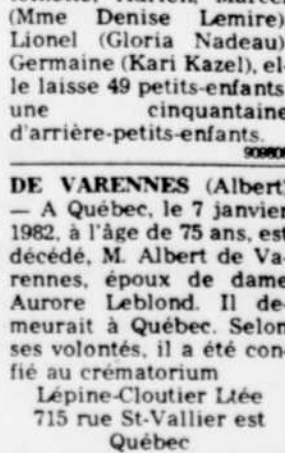 (Mme Denise Lemire)
Lionel (Gloria Nadeau)
Germaine (Kari Kazel), el-
le laisse 49 petits-enfants
une cinquantaine
d'arrière-petits-enfants.
DE VARENNES (Albert)
— A Québec, le 7 janvier
1982, à l'âge de 75 ans, est
décédé, M. Albert de Va-
rennes, époux de dame
Aurore Leblond. Il de-
meurait à Québec. Selon
ses volontés, il a été con-
fié au crématorium
Lépine-Cloutier Ltée
715 rue St-Vallier est
Québec